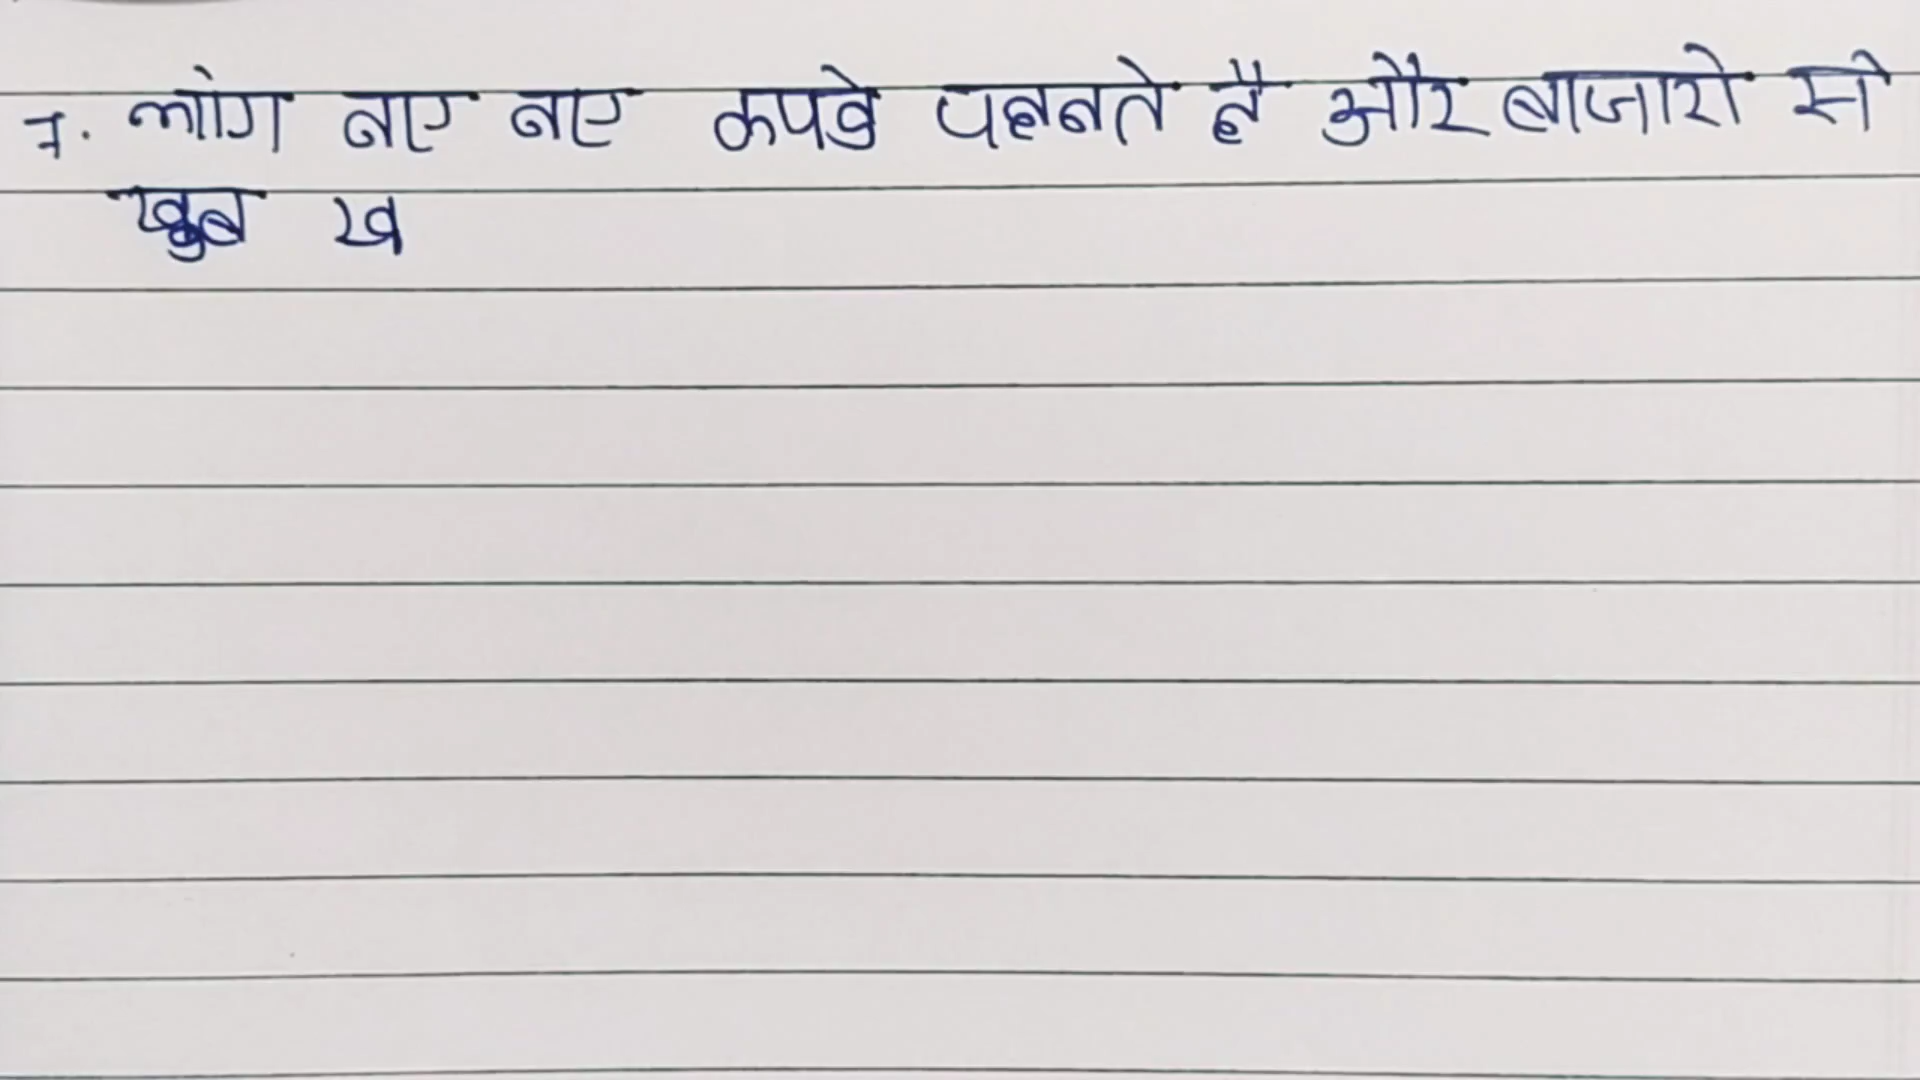 7. लोग नए नए कपडे पहनते है और बाजारो से
खुब ख